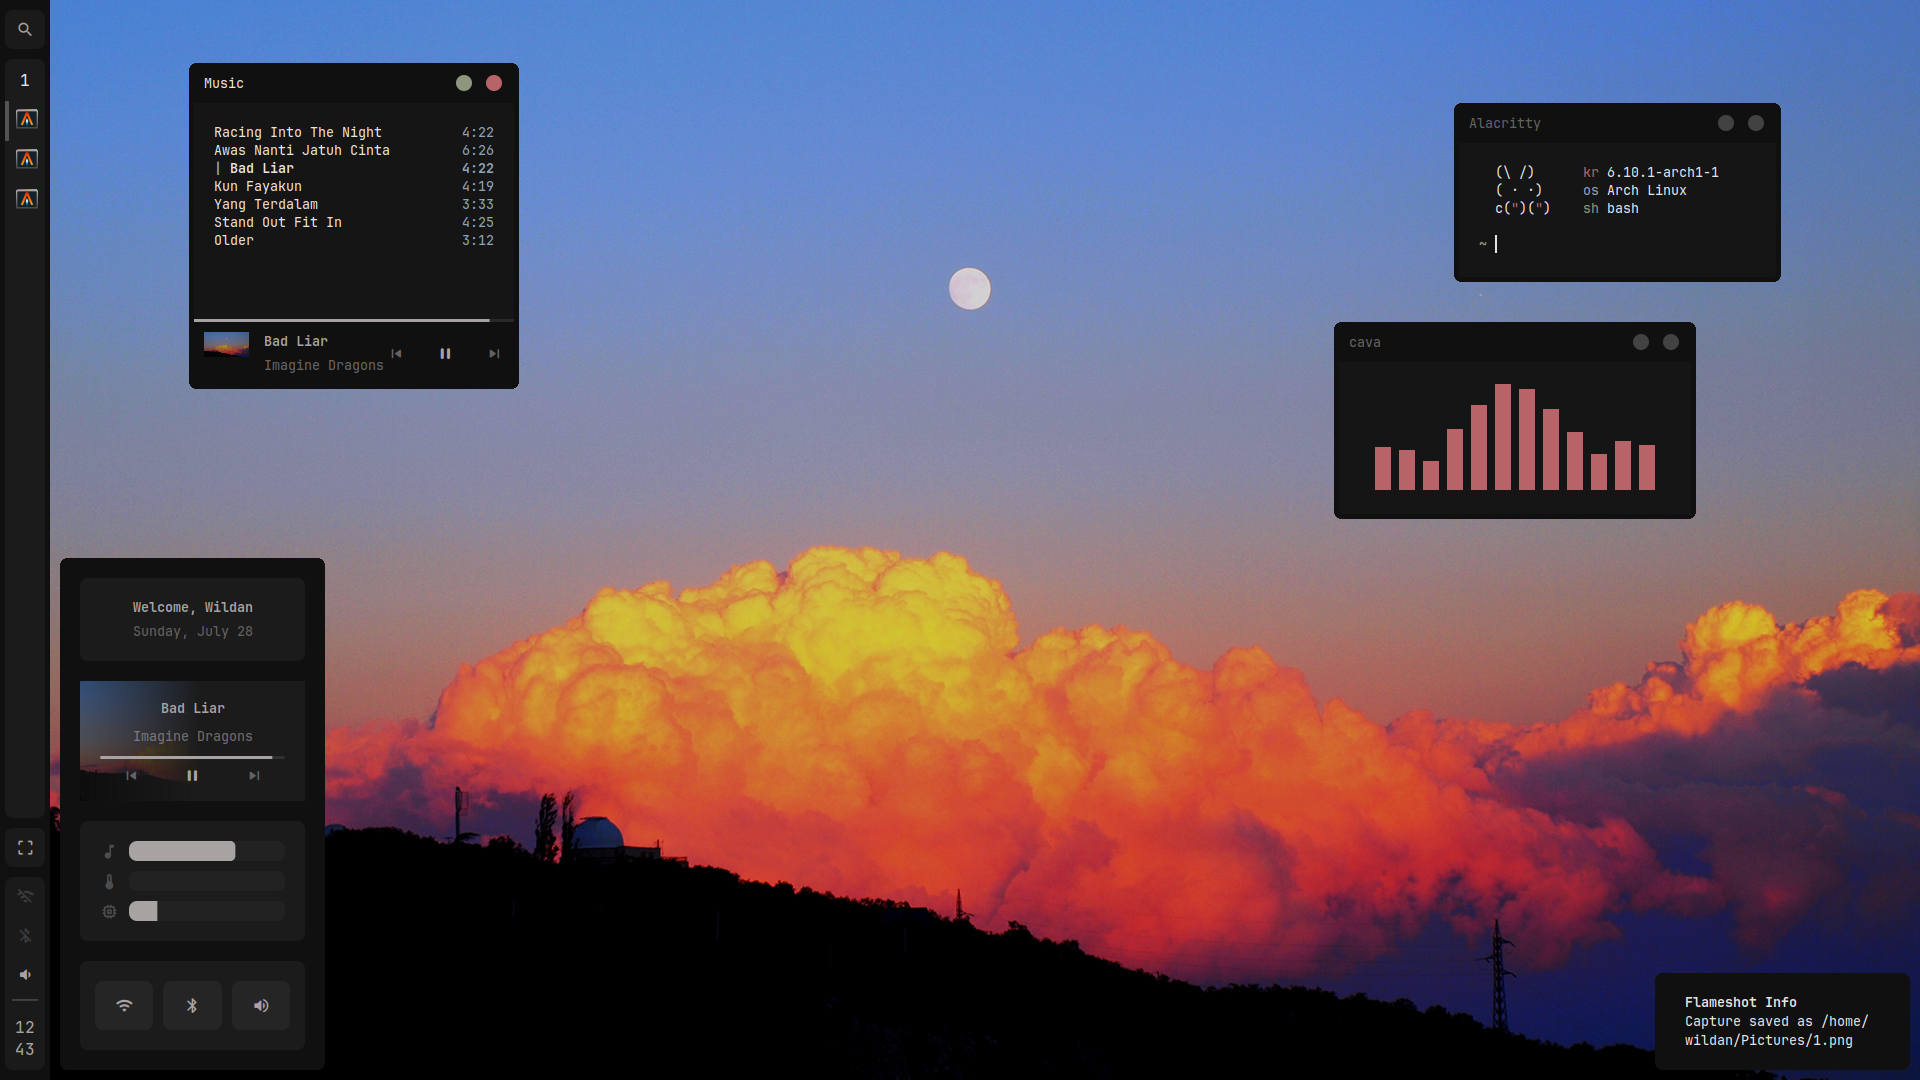 1
Music
Racing Into The Night 4:22
Awas Nanti Jatuh Cinta 6:26
| Bad Liar 4:22
Kun Fayakun 4:19
Yang Terdalam 3:33
Stand Out Fit In 4:25
Older 3:12
Bad Liar
Imagine Dragons
Alacritty
(\ /) kr 6.10.1-arch1-1
( · ·) os Arch Linux
c(")(") sh bash
~
cava
Welcome, Wildan
Sunday, July 28
Bad Liar
Imagine Dragons
12
43
Flameshot Info
Capture saved as /home/
wildan/Pictures/1.png